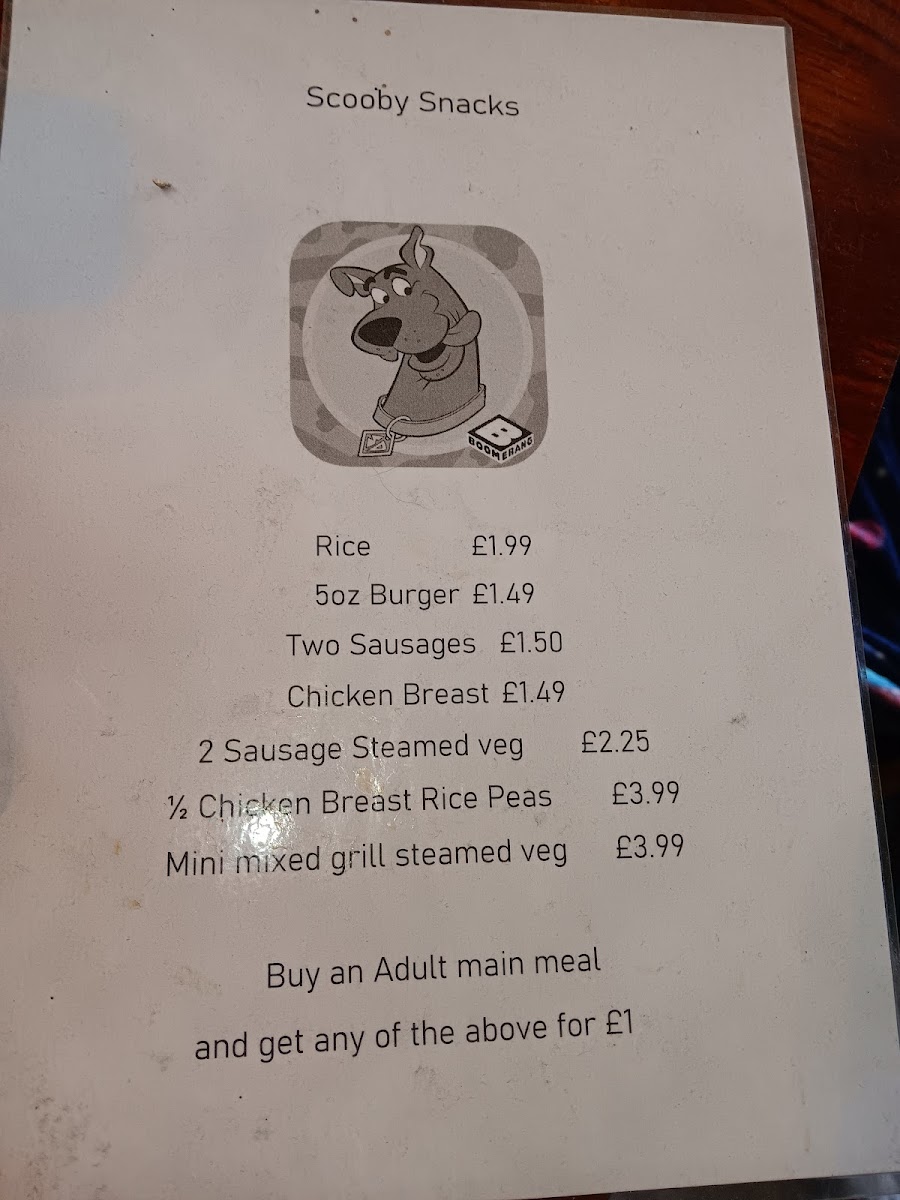 Scooby Snacks
B
BOOMERANG
Rice £1.99
5oz Burger £1.49
Two Sausages £1.50
Chicken Breast £1.49
2 Sausage Steamed veg £2.25
½ Chicken Breast Rice Peas £3.99
Mini mixed grill steamed veg £3.99
Buy an Adult main meal
and get any of the above for £1